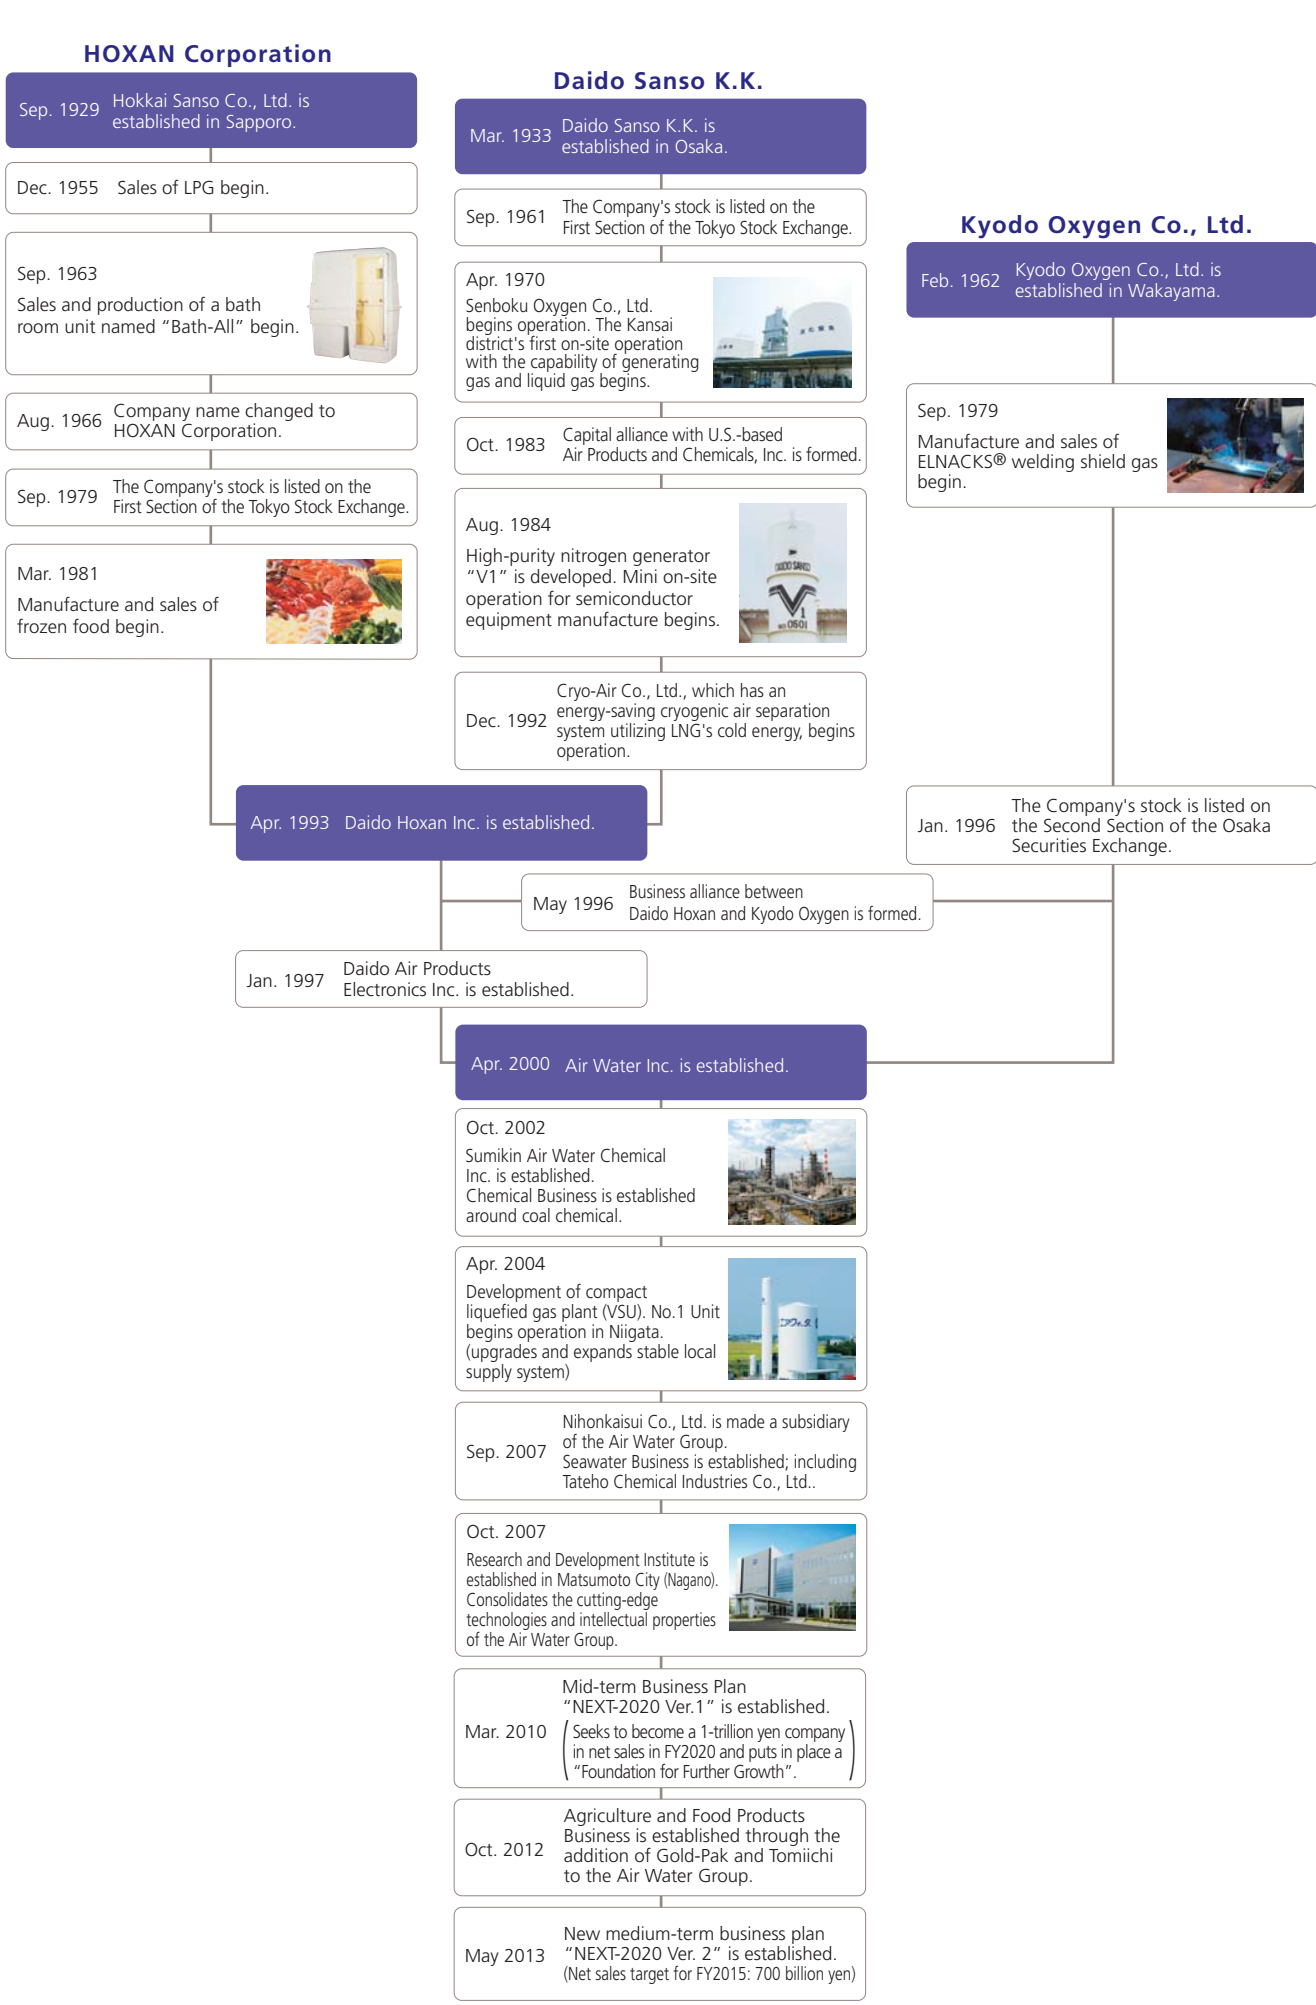 HOXAN Corporation
Sep. 1929
Hokkai Sanso Co., Ltd. is
established in Sapporo.
Dec. 1955
Sales of LPG begin.
Sep. 1963
Sales and production of a bath
room unit named “Bath-All” begin.
Aug. 1966
Company name changed to
HOXAN Corporation.
Sep. 1979
The Company's stock is listed on the
First Section of the Tokyo Stock Exchange.
Mar. 1981
Manufacture and sales of
frozen food begin.
Daido Sanso K.K.
Mar. 1933
Daido Sanso K.K. is
established in Osaka.
Sep. 1961
The Company's stock is listed on the
First Section of the Tokyo Stock Exchange.
Apr. 1970
Senboku Oxygen Co., Ltd.
begins operation. The Kansai
district's first on-site operation
with the capability of generating
gas and liquid gas begins.
Oct. 1983
Capital alliance with U.S.-based
Air Products and Chemicals, Inc. is formed.
Aug. 1984
High-purity nitrogen generator
“V1” is developed. Mini on-site
operation for semiconductor
equipment manufacture begins.
DAIDO SANSO
V1
NO 0601
Dec. 1992
Cryo-Air Co., Ltd., which has an
energy-saving cryogenic air separation
system utilizing LNG's cold energy, begins
operation.
Kyodo Oxygen Co., Ltd.
Feb. 1962
Kyodo Oxygen Co., Ltd. is
established in Wakayama.
Sep. 1979
Manufacture and sales of
ELNACKS® welding shield gas
begin.
Apr. 1993
Daido Hoxan Inc. is established.
Jan. 1996
The Company's stock is listed on
the Second Section of the Osaka
Securities Exchange.
May 1996
Business alliance between
Daido Hoxan and Kyodo Oxygen is formed.
Jan. 1997
Daido Air Products
Electronics Inc. is established.
Apr. 2000
Air Water Inc. is established.
Oct. 2002
Sumikin Air Water Chemical
Inc. is established.
Chemical Business is established
around coal chemical.
Apr. 2004
Development of compact
liquefied gas plant (VSU). No.1 Unit
begins operation in Niigata.
(upgrades and expands stable local
supply system)
Sep. 2007
Nihonkaisui Co., Ltd. is made a subsidiary
of the Air Water Group.
Seawater Business is established; including
Tateho Chemical Industries Co., Ltd..
Oct. 2007
Research and Development Institute is
established in Matsumoto City (Nagano).
Consolidates the cutting-edge
technologies and intellectual properties
of the Air Water Group.
Mar. 2010
Mid-term Business Plan
“NEXT-2020 Ver.1” is established.
(Seeks to become a 1-trillion yen company
in net sales in FY2020 and puts in place a
“Foundation for Further Growth”.)
Oct. 2012
Agriculture and Food Products
Business is established through the
addition of Gold-Pak and Tomiichi
to the Air Water Group.
May 2013
New medium-term business plan
“NEXT-2020 Ver. 2” is established.
(Net sales target for FY2015: 700 billion yen)